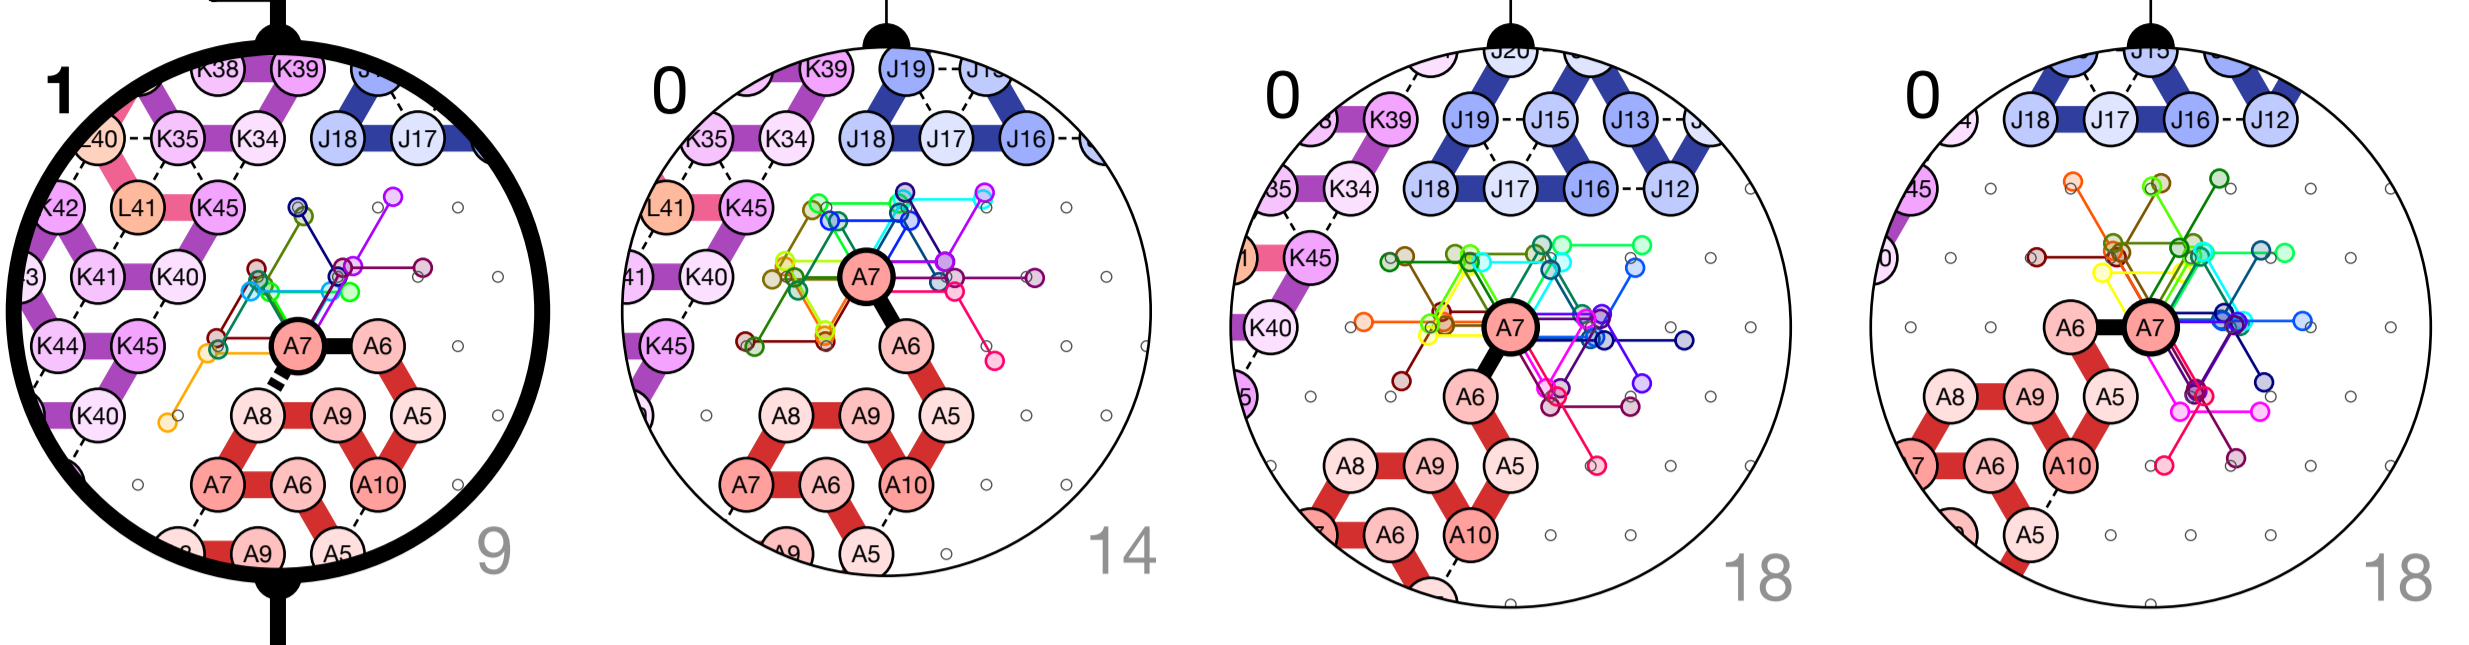 1
K38 K39
L40 K35 K34 J18 J17
K42 L41 K45
K41 K40
A7 A6
K44 K45
K40 A8 A9 A5
A7 A6 A10
A9 A5
9
0
K39 J19
K35 K34 J18 J17 J16
L41 K45
K40 A7
K45 A6
A8 A9 A5
A7 A6 A10
A9 A5
14
0
J20
K39 J19 J15 J13
K34 J18 J17 J16 J12
K45
K40 A7
A6
A8 A9 A5
A6 A10
18
0
J15
J18 J17 J16 J12
A6 A7
A8 A9 A5
A6 A10
A5
18